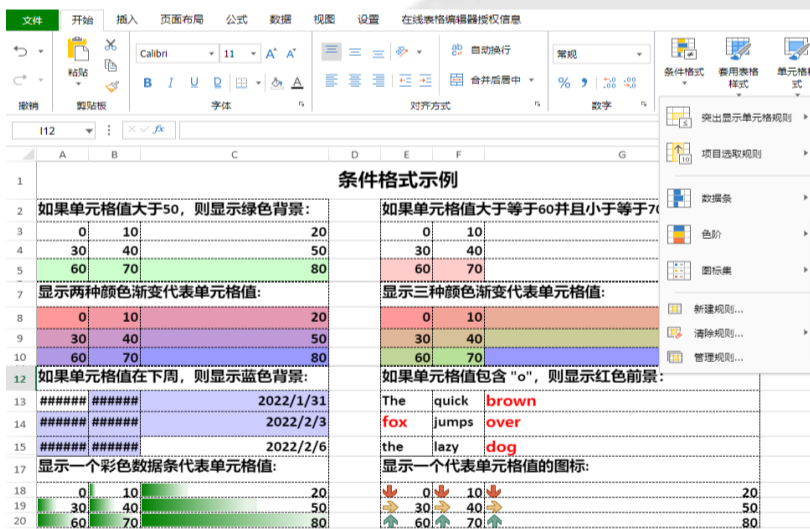 文件 开始 插入 页面布局 公式 数据 视图 设置 在线表格编辑器授权信息
Calibri 11 A A 自动换行 常规
粘贴 条件格式 套用表格样式 单元格样式
B I U D A 合并后居中 %
撤销 剪贴板 字体 对齐方式 数字
I12 fx
突出显示单元格规则
项目选取规则
数据条
色阶
图标集
新建规则...
清除规则...
管理规则...
A B C D E F G
1 条件格式示例
2 如果单元格值大于50，则显示绿色背景： 如果单元格值大于等于60并且小于等于70
3 0 10 20 0 10
4 30 40 50 30 40
5 60 70 80 60 70
7 显示两种颜色渐变代表单元格值: 显示三种颜色渐变代表单元格值:
8 0 10 20 0 10
9 30 40 50 30 40
10 60 70 80 60 70
12 如果单元格值在下周，则显示蓝色背景: 如果单元格值包含 "o"，则显示红色前景：
13 ###### ###### 2022/1/31 The quick brown
14 ###### ###### 2022/2/3 fox jumps over
15 ###### ###### 2022/2/6 the lazy dog
17 显示一个彩色数据条代表单元格值: 显示一个代表单元格值的图标:
18 0 10 20 0 10 20
19 30 40 50 30 40 50
20 60 70 80 60 70 80